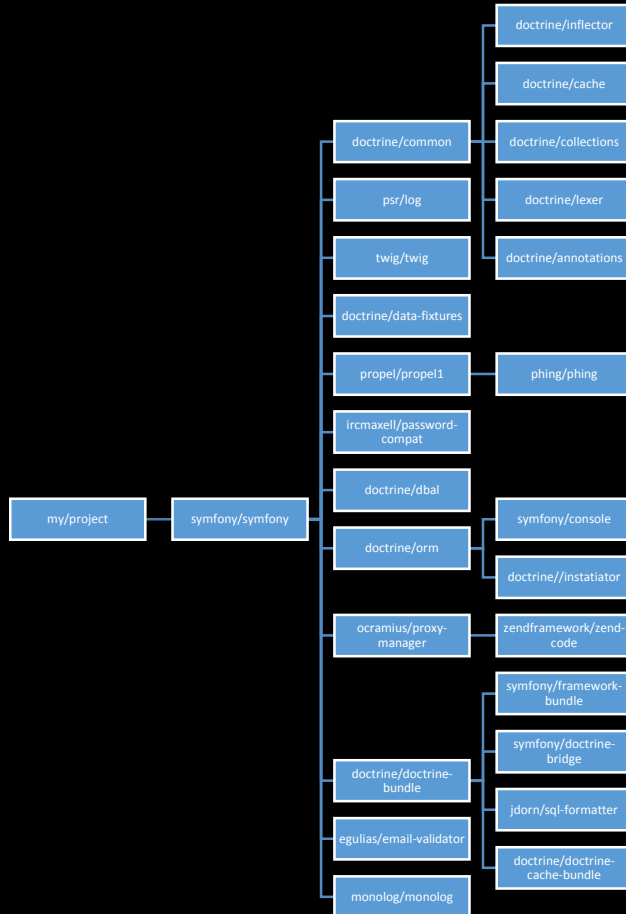 doctrine/inflector
doctrine/cache
doctrine/common
doctrine/collections
psr/log
doctrine/lexer
twig/twig
doctrine/annotations
doctrine/data-fixtures
propel/propel1
phing/phing
ircmaxell/password-
compat
doctrine/dbal
my/project
symfony/symfony
symfony/console
doctrine/orm
doctrine//instatiator
ocramius/proxy-
manager
zendframework/zend-
code
symfony/framework-
bundle
symfony/doctrine-
bridge
doctrine/doctrine-
bundle
jdorn/sql-formatter
egulias/email-validator
doctrine/doctrine-
cache-bundle
monolog/monolog